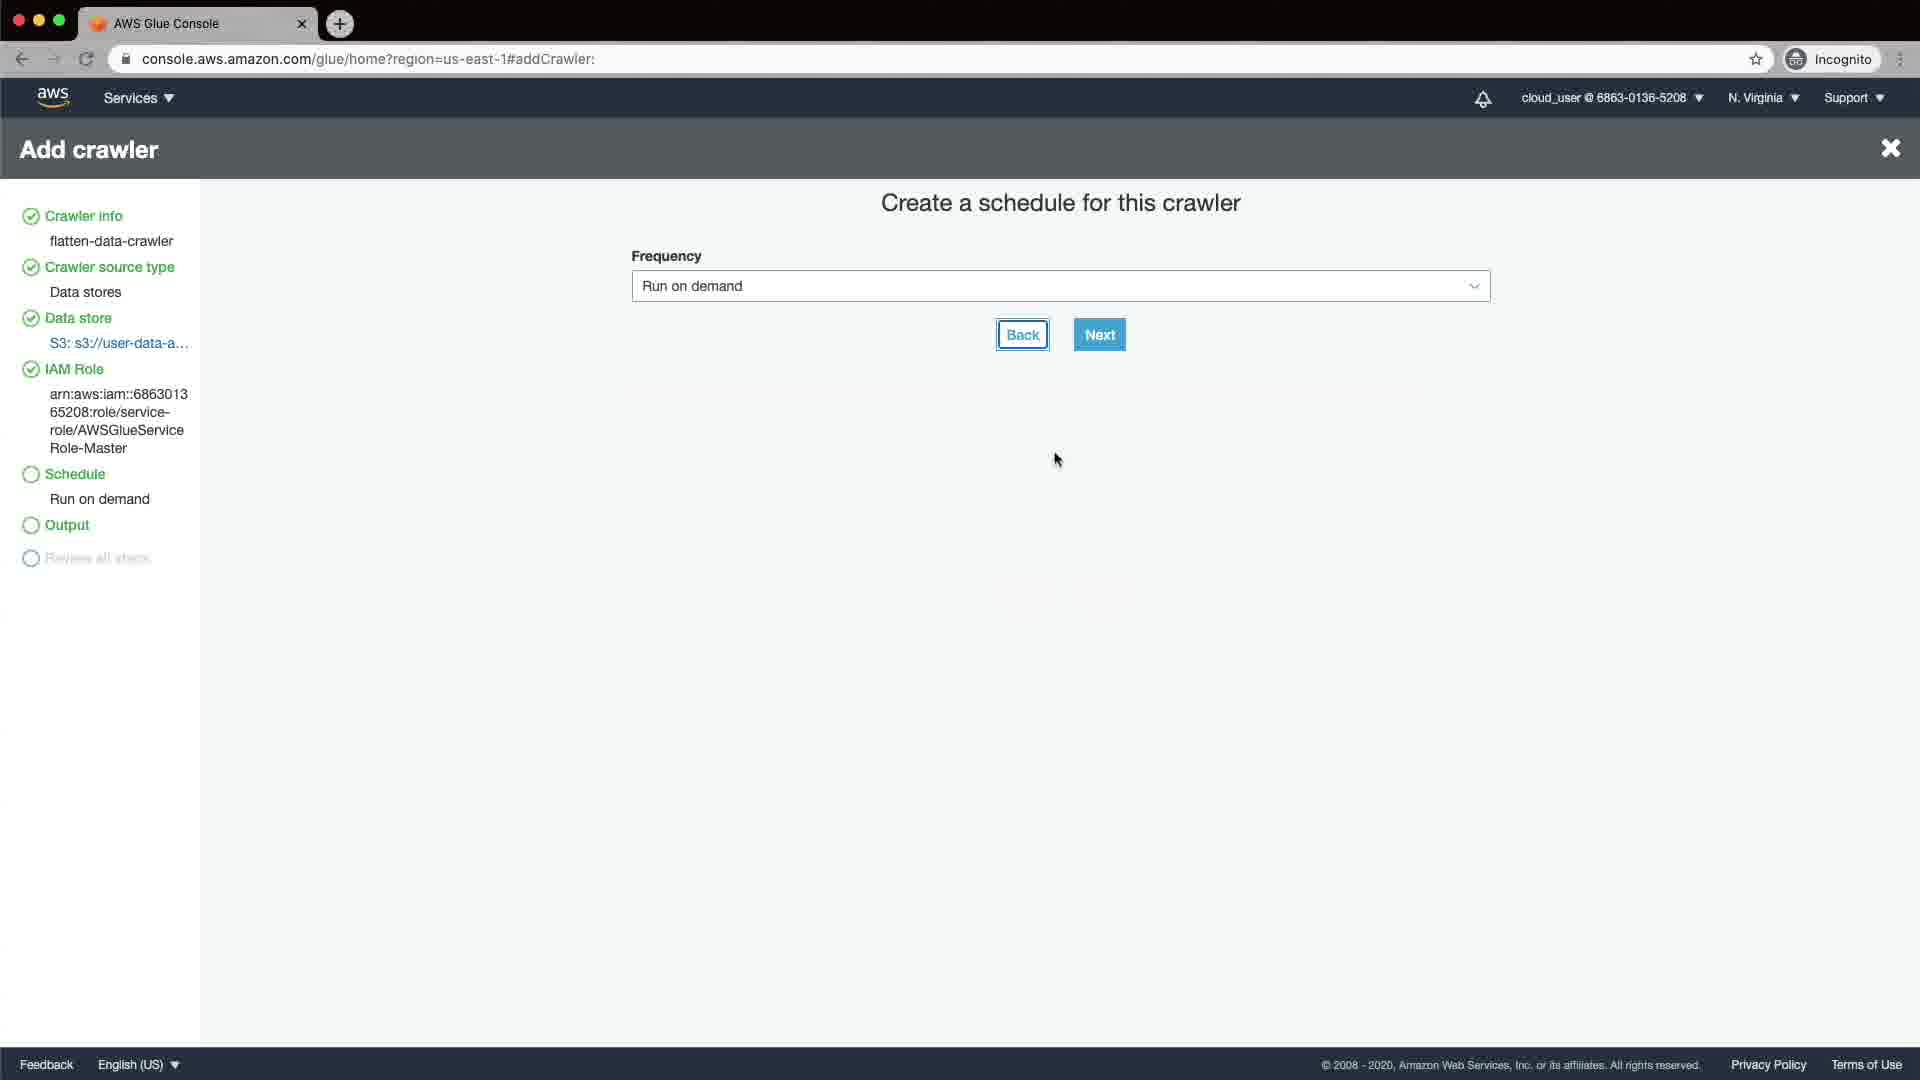 AWS Glue Console
console.aws.amazon.com/glue/home?region=us-east-1#addCrawler:
Incognito
aws
Services
cloud_user @ 6863-0136-5208
N. Virginia
Support
Add crawler
Crawler info
flatten-data-crawler
Crawler source type
Data stores
Data store
S3: s3://user-data-a...
IAM Role
arn:aws:iam::6863013
65208:role/service-
role/AWSGlueService
Role-Master
Schedule
Run on demand
Output
Review all steps
Create a schedule for this crawler
Frequency
Run on demand
Back
Next
Feedback
English (US)
© 2008 - 2020, Amazon Web Services, Inc. or its affiliates. All rights reserved.
Privacy Policy
Terms of Use